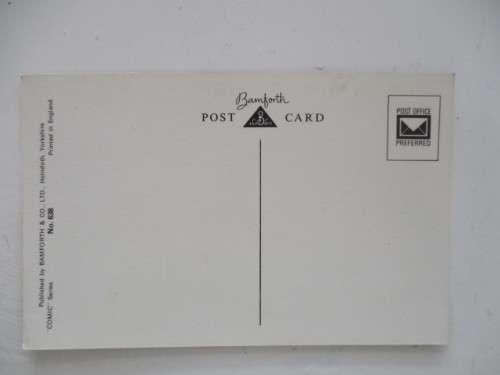 Bamforth
POST CARD
POST OFFICE
PREFERRED
Published by BAMFORTH & CO., LTD., Holmfirth, Yorkshire
"COMIC" Series No. 638 Printed in England